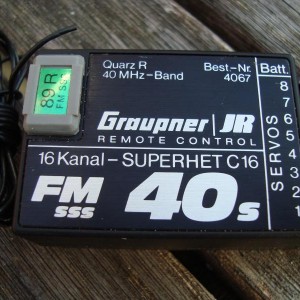 Quarz R
40 MHz-Band
Best-Nr.
4067
Batt.
89 R
FM SSS
Graupner JR
REMOTE CONTROL
16 Kanal - SUPERHET C 16
FM
sss
40s
SERVOS
8
7
6
5
4
3
2
1